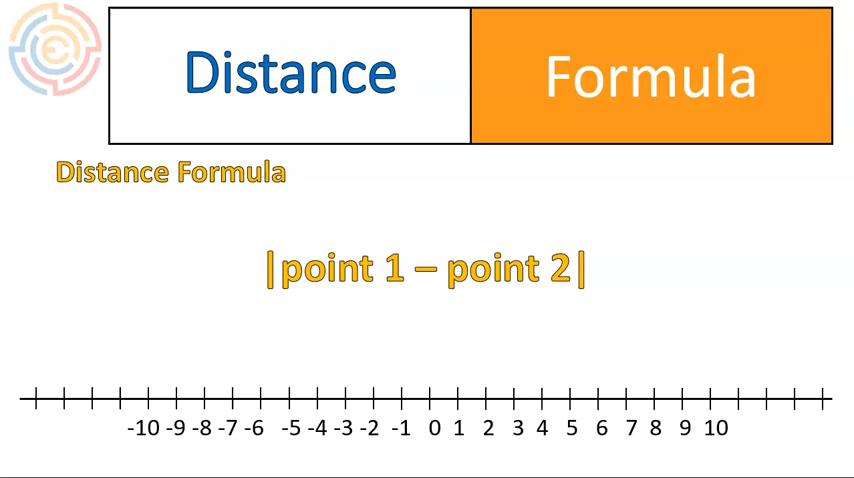 Distance Formula
Distance Formula
|point 1 – point 2|
-10 -9 -8 -7 -6 -5 -4 -3 -2 -1 0 1 2 3 4 5 6 7 8 9 10